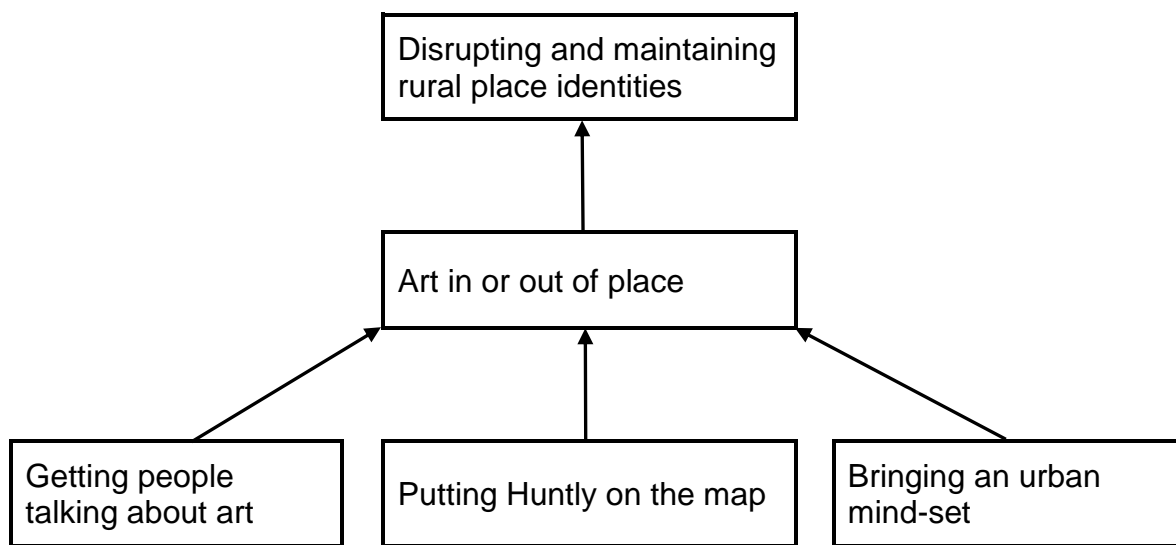 Disrupting and maintaining
rural place identities
Art in or out of place
Getting people
talking about art
Putting Huntly on the map
Bringing an urban
mind-set